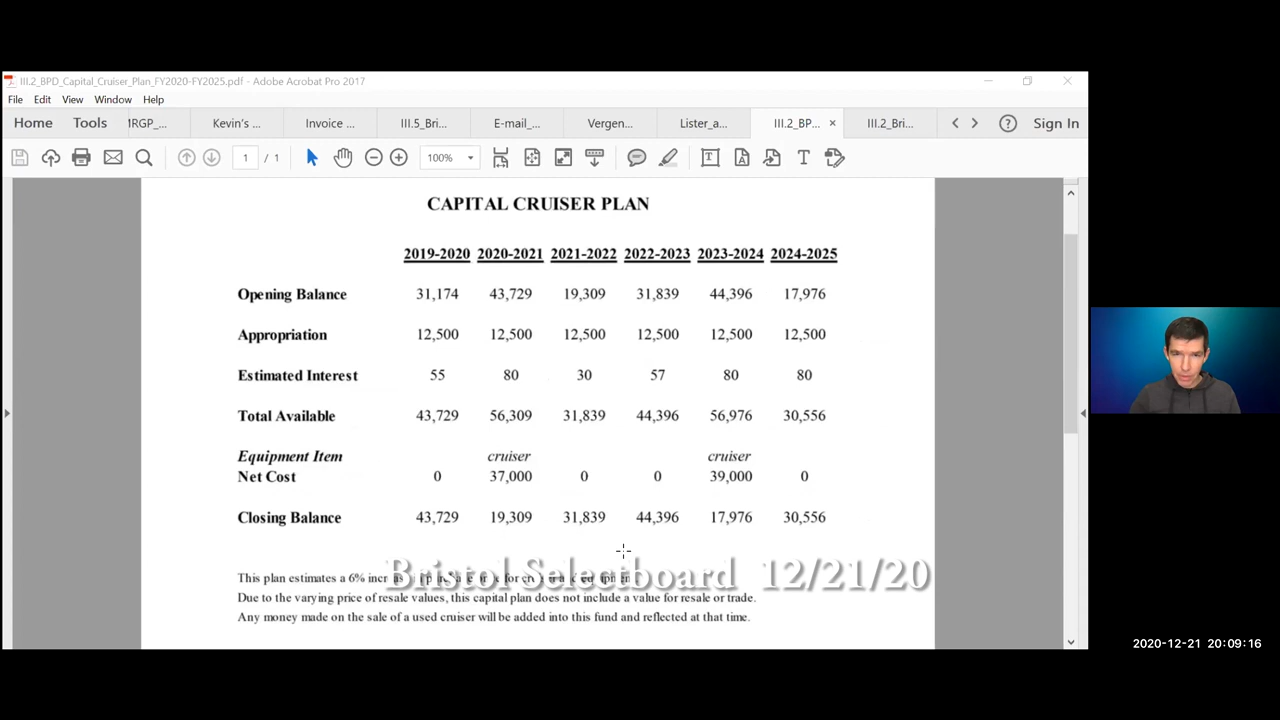 III.2_BPD_Capital_Cruiser_Plan_FY2020-FY2025.pdf - Adobe Acrobat Pro 2017
File Edit View Window Help
Home Tools IRGP_... Kevin's ... Invoice ... III.5_Bri... E-mail_... Vergen... Lister_a... III.2_BP... × III.2_Bri... Sign In
1 / 1 100%
CAPITAL CRUISER PLAN
2019-2020 2020-2021 2021-2022 2022-2023 2023-2024 2024-2025
Opening Balance 31,174 43,729 19,309 31,839 44,396 17,976
Appropriation 12,500 12,500 12,500 12,500 12,500 12,500
Estimated Interest 55 80 30 57 80 80
Total Available 43,729 56,309 31,839 44,396 56,976 30,556
Equipment Item cruiser cruiser
Net Cost 0 37,000 0 0 39,000 0
Closing Balance 43,729 19,309 31,839 44,396 17,976 30,556
Bristol Selectboard 12/21/20
This plan estimates a 6% for
Due to the varying price of resale values, this capital plan does not include a value for resale or trade.
Any money made on the sale of a used cruiser will be added into this fund and reflected at that time.
2020-12-21 20:09:16